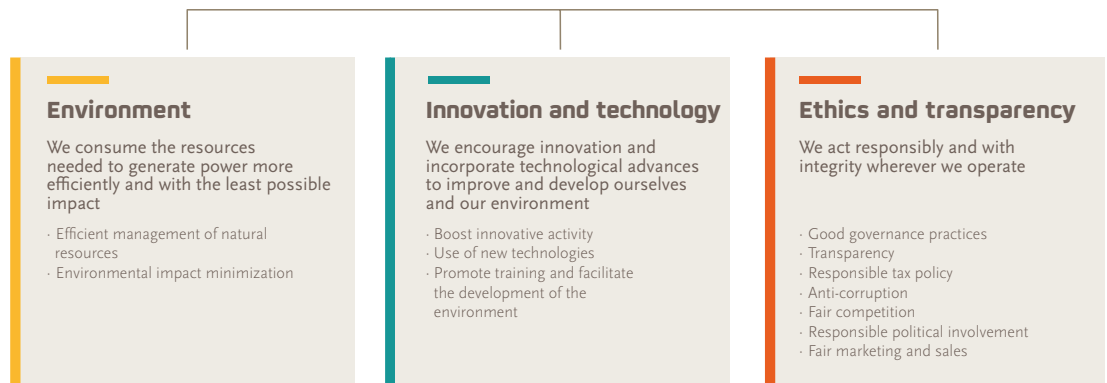 Environment
We consume the resources
needed to generate power more
efficiently and with the least possible
impact
· Efficient management of natural
resources
· Environmental impact minimization
Innovation and technology
We encourage innovation and
incorporate technological advances
to improve and develop ourselves
and our environment
· Boost innovative activity
· Use of new technologies
· Promote training and facilitate
the development of the
environment
Ethics and transparency
We act responsibly and with
integrity wherever we operate
· Good governance practices
· Transparency
· Responsible tax policy
· Anti-corruption
· Fair competition
· Responsible political involvement
· Fair marketing and sales